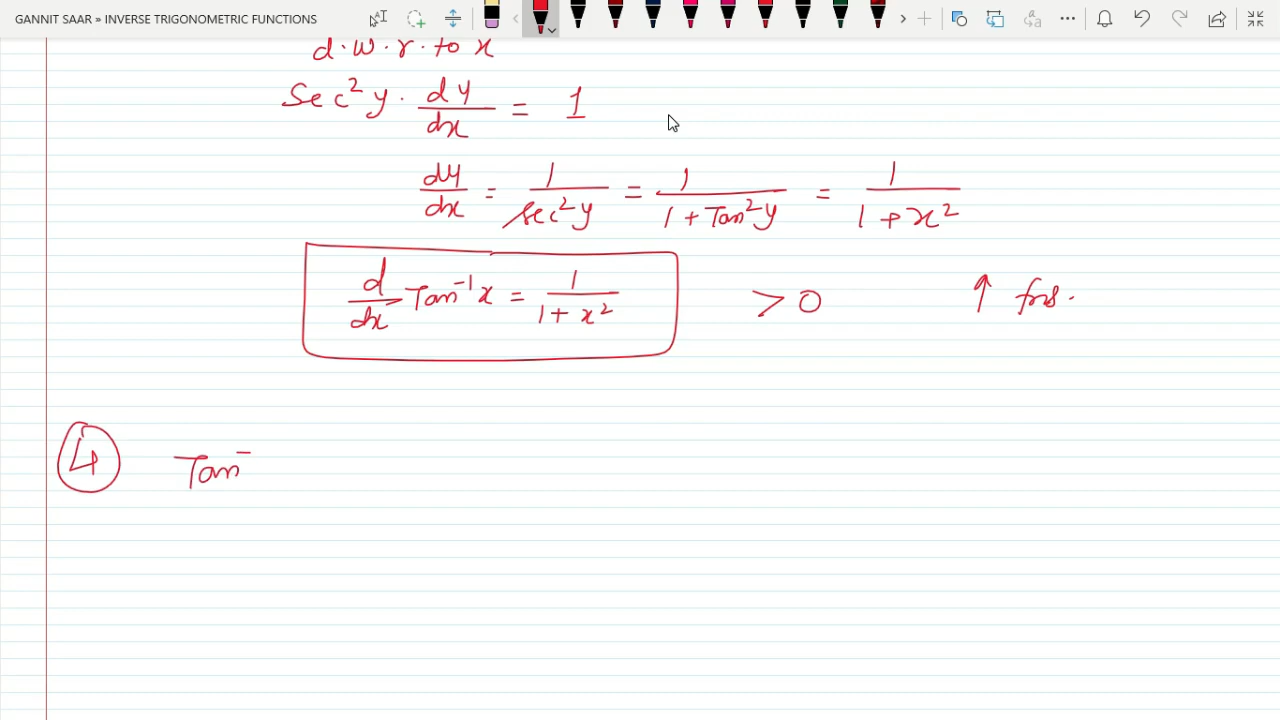 GANNIT SAAR » INVERSE TRIGONOMETRIC FUNCTIONS
d.w.r.to x
Sec²y . dy/dx = 1
dy/dx = 1/sec²y = 1/(1 + Tan²y) = 1/(1 + x²)
d/dx Tan⁻¹x = 1/(1 + x²) > 0 ↑ fns.
4 Tan⁻